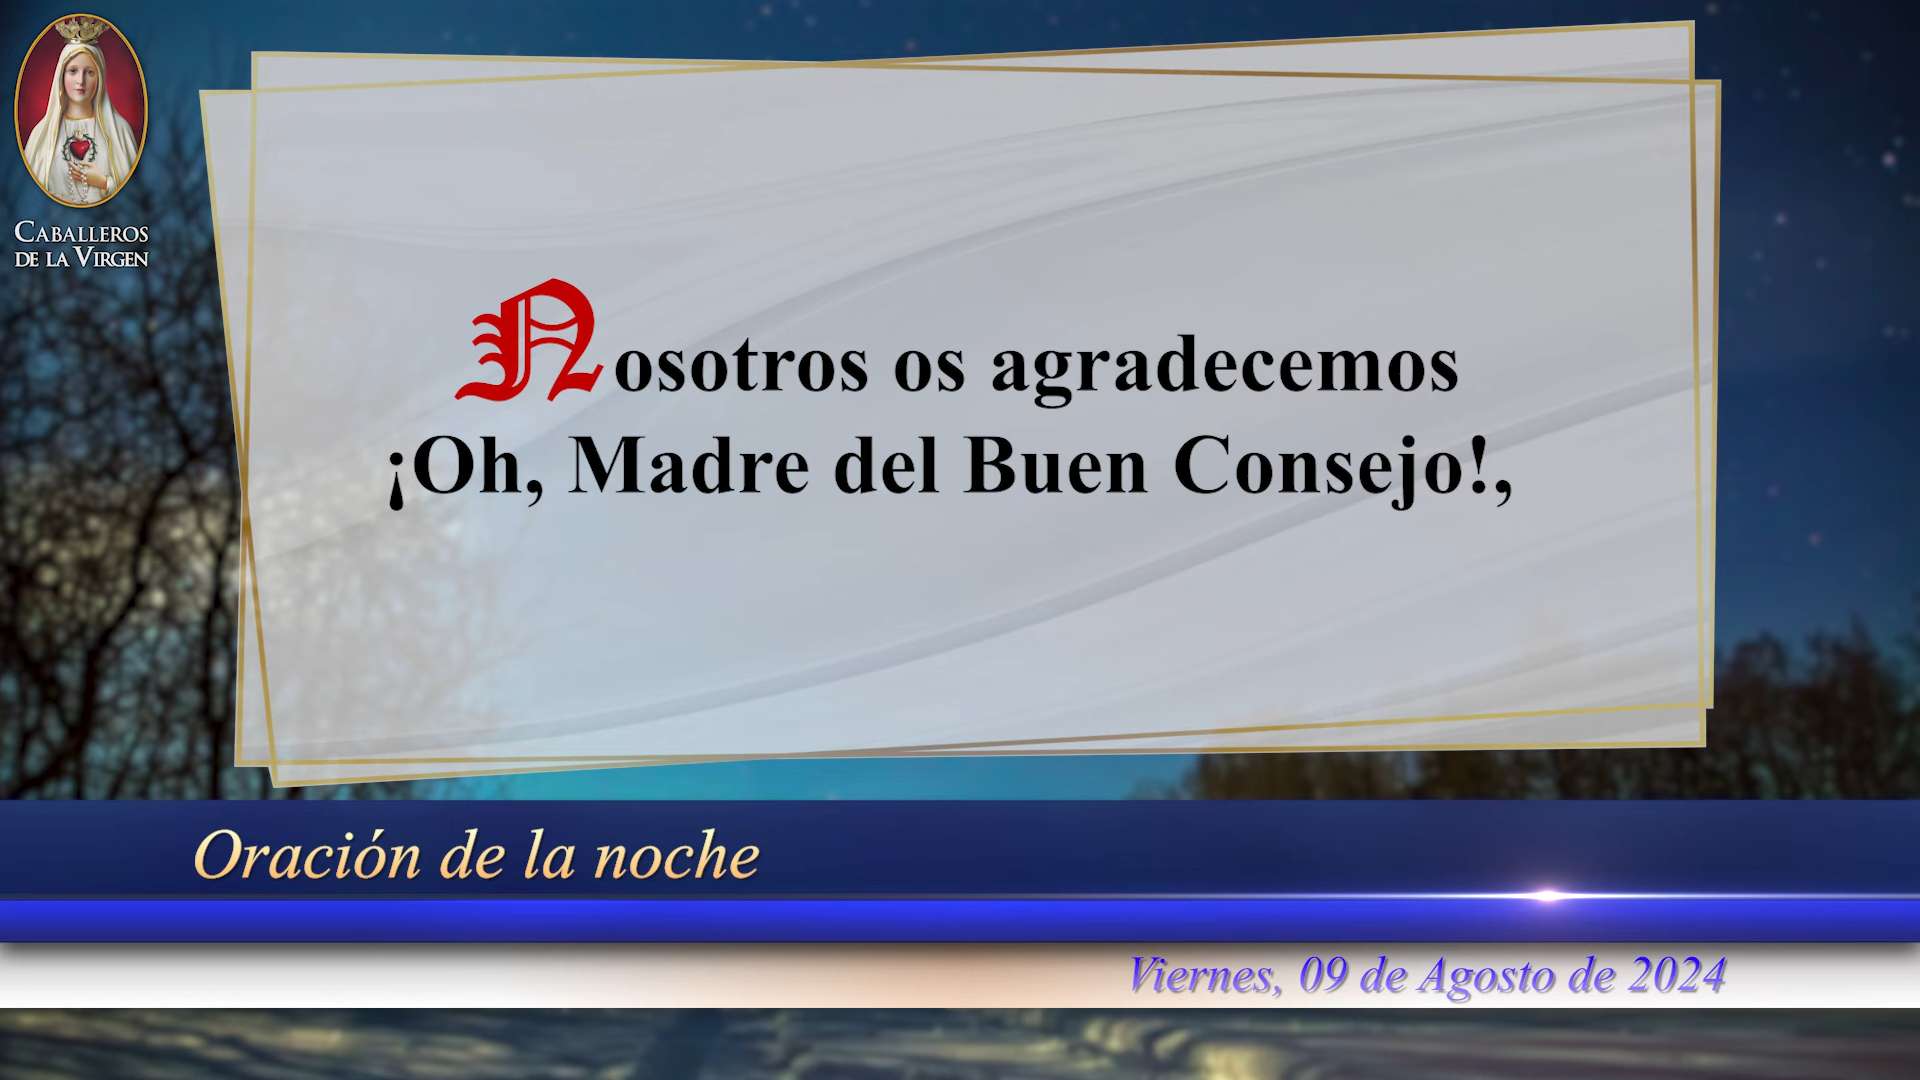 CABALLEROS
DE LA VIRGEN
Nosotros os agradecemos
¡Oh, Madre del Buen Consejo!,
Oración de la noche
Viernes, 09 de Agosto de 2024